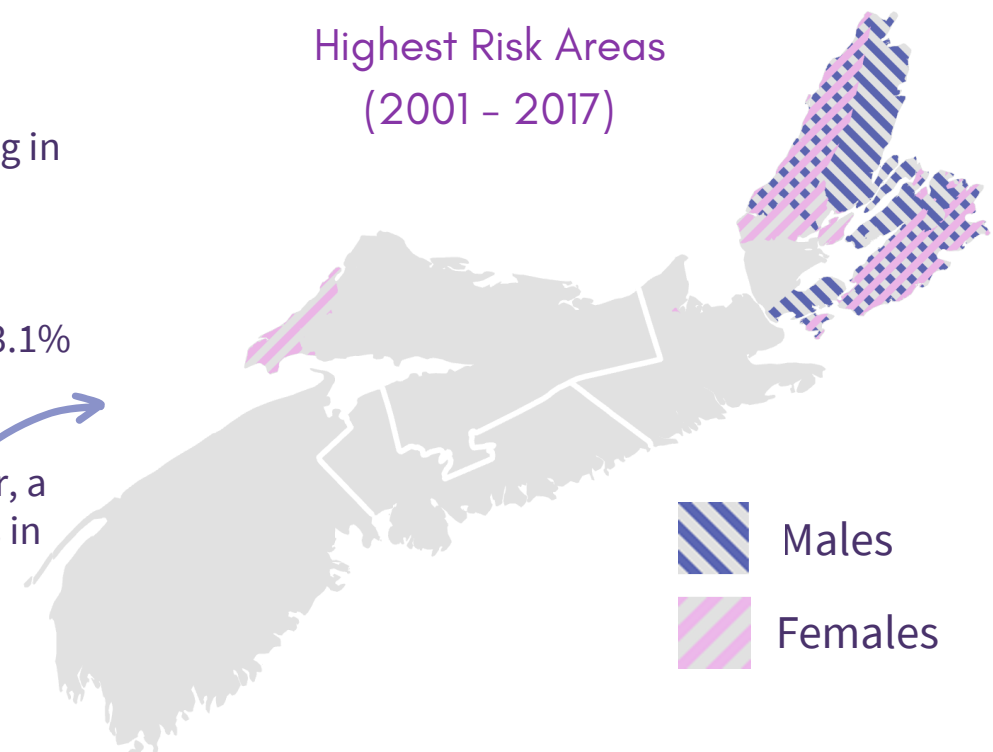 Highest Risk Areas
(2001 - 2017)
g in
3.1%
r, a
in
Males
Females